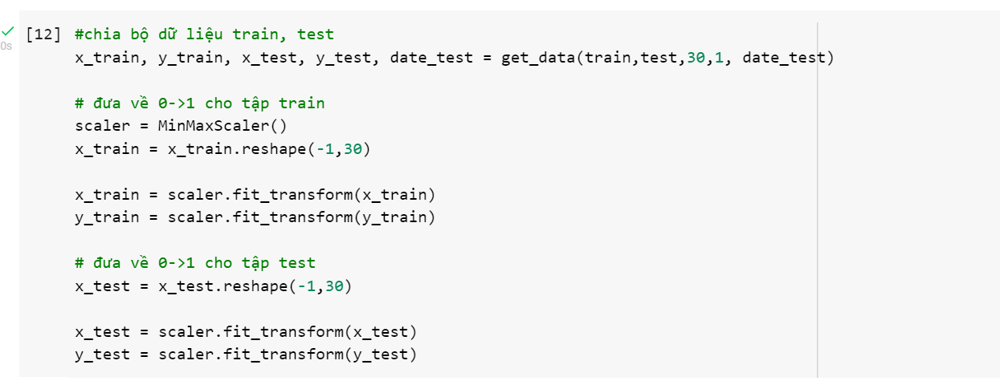 [12] #chia bộ dữ liệu train, test
x_train, y_train, x_test, y_test, date_test = get_data(train,test,30,1, date_test)
# đưa về 0->1 cho tập train
scaler = MinMaxScaler()
x_train = x_train.reshape(-1,30)
x_train = scaler.fit_transform(x_train)
y_train = scaler.fit_transform(y_train)
# đưa về 0->1 cho tập test
x_test = x_test.reshape(-1,30)
x_test = scaler.fit_transform(x_test)
y_test = scaler.fit_transform(y_test)
0s